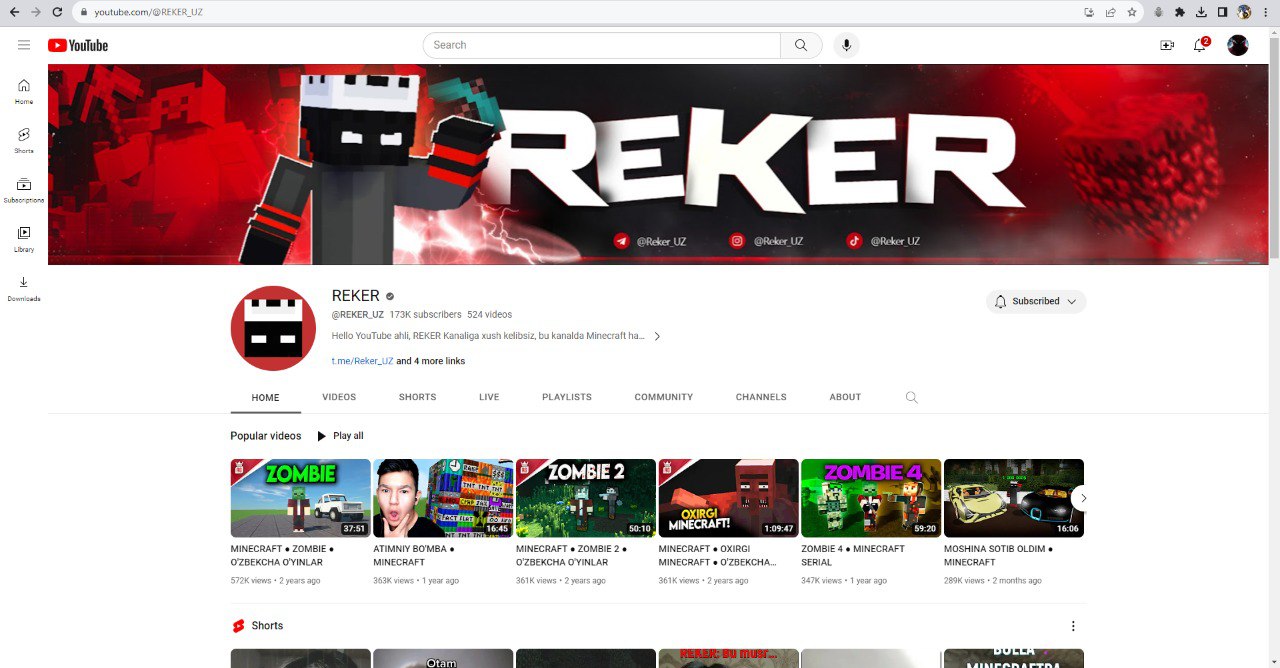 youtube.com/@REKER_UZ
YouTube
Search
2
Home
Shorts
Subscriptions
Library
Downloads
REKER
@Reker_UZ
@Reker_UZ
@Reker_UZ
REKER
@REKER_UZ 173K subscribers 524 videos
Hello YouTube ahli, REKER Kanaliga xush kelibsiz, bu kanalda Minecraft ha...
t.me/Reker_UZ and 4 more links
Subscribed
HOME VIDEOS SHORTS LIVE PLAYLISTS COMMUNITY CHANNELS ABOUT
Popular videos Play all
ZOMBIE
37:51
TNT TNT TNT
16:45
ZOMBIE 2
50:10
OXIRGI
MINECRAFT!
1:09:47
ZOMBIE 4
59:20
16:06
MINECRAFT ● ZOMBIE ●
O'ZBEKCHA O'YINLAR
572K views • 2 years ago
ATIMNIY BO'MBA ●
MINECRAFT
363K views • 1 year ago
MINECRAFT ● ZOMBIE 2 ●
O'ZBEKCHA O'YINLAR
361K views • 2 years ago
MINECRAFT ● OXIRGI
MINECRAFT ● O'ZBEKCHA...
361K views • 2 years ago
ZOMBIE 4 ● MINECRAFT
SERIAL
347K views • 1 year ago
MOSHINA SOTIB OLDIM ●
MINECRAFT
289K views • 2 months ago
Shorts
Otam
REKER: Bu musr...
MINECRAFTDA